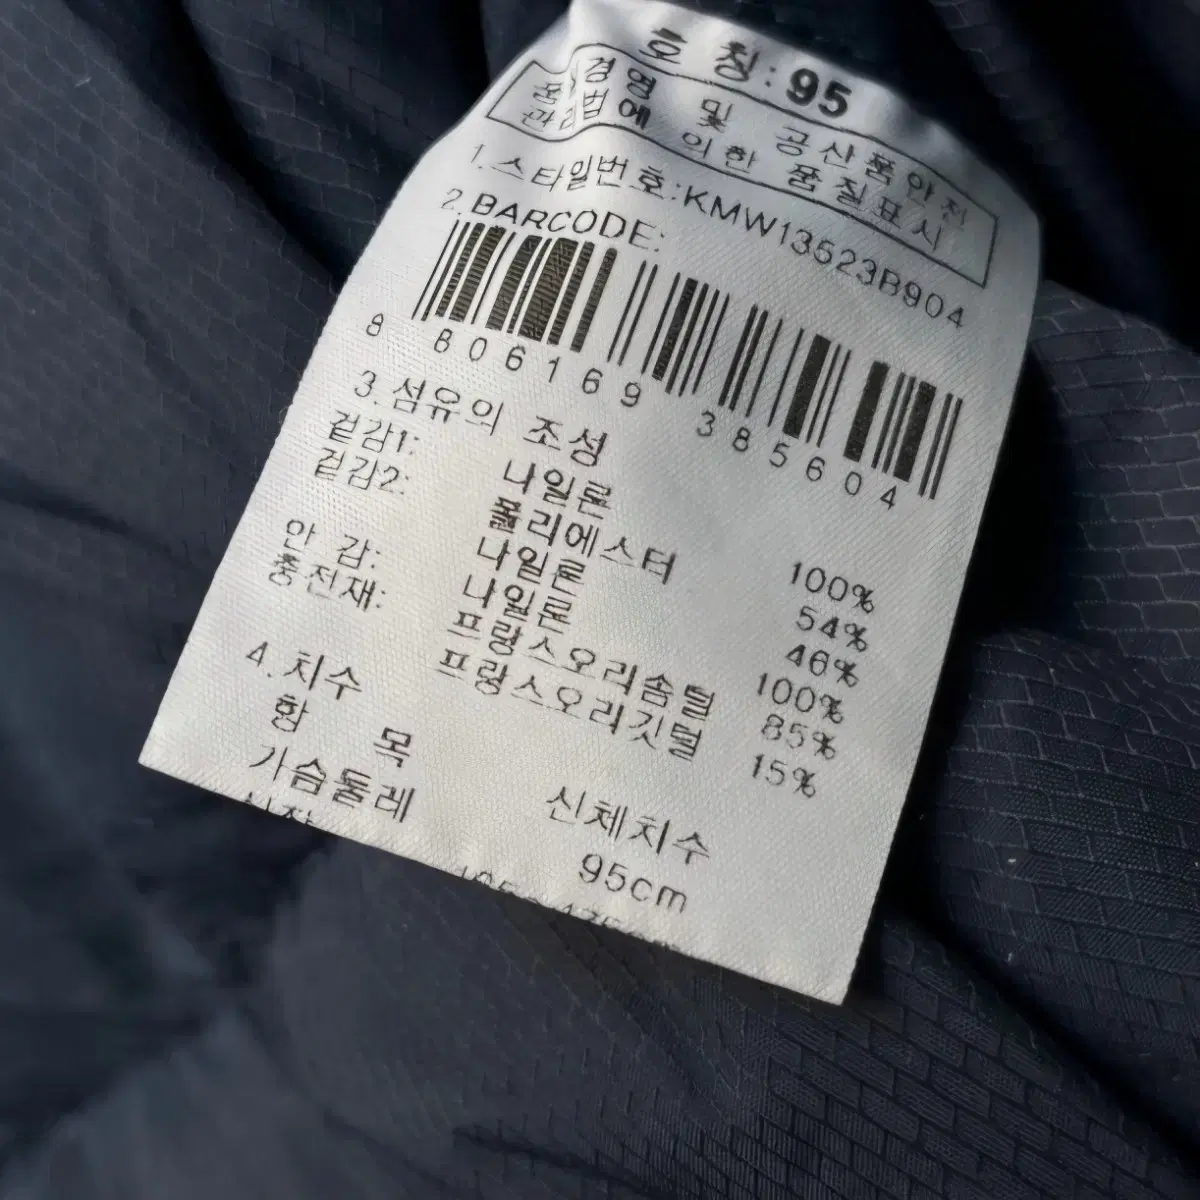 호 칭: 95
품질경영 및 공산품안전
관리법에 의한 품질표시
1. 스타일번호: KMW13523B904
2. BARCODE:
8 806169 385604
3. 섬유의 조성
겉감1: 나일론 100%
겉감2: 폴리에스터 54%
나일론 46%
안 감: 나일론 100%
충전재: 프랑스오리솜털 85%
프랑스오리깃털 15%
4. 치수
항 목 신체치수
가슴둘레 95cm
신장